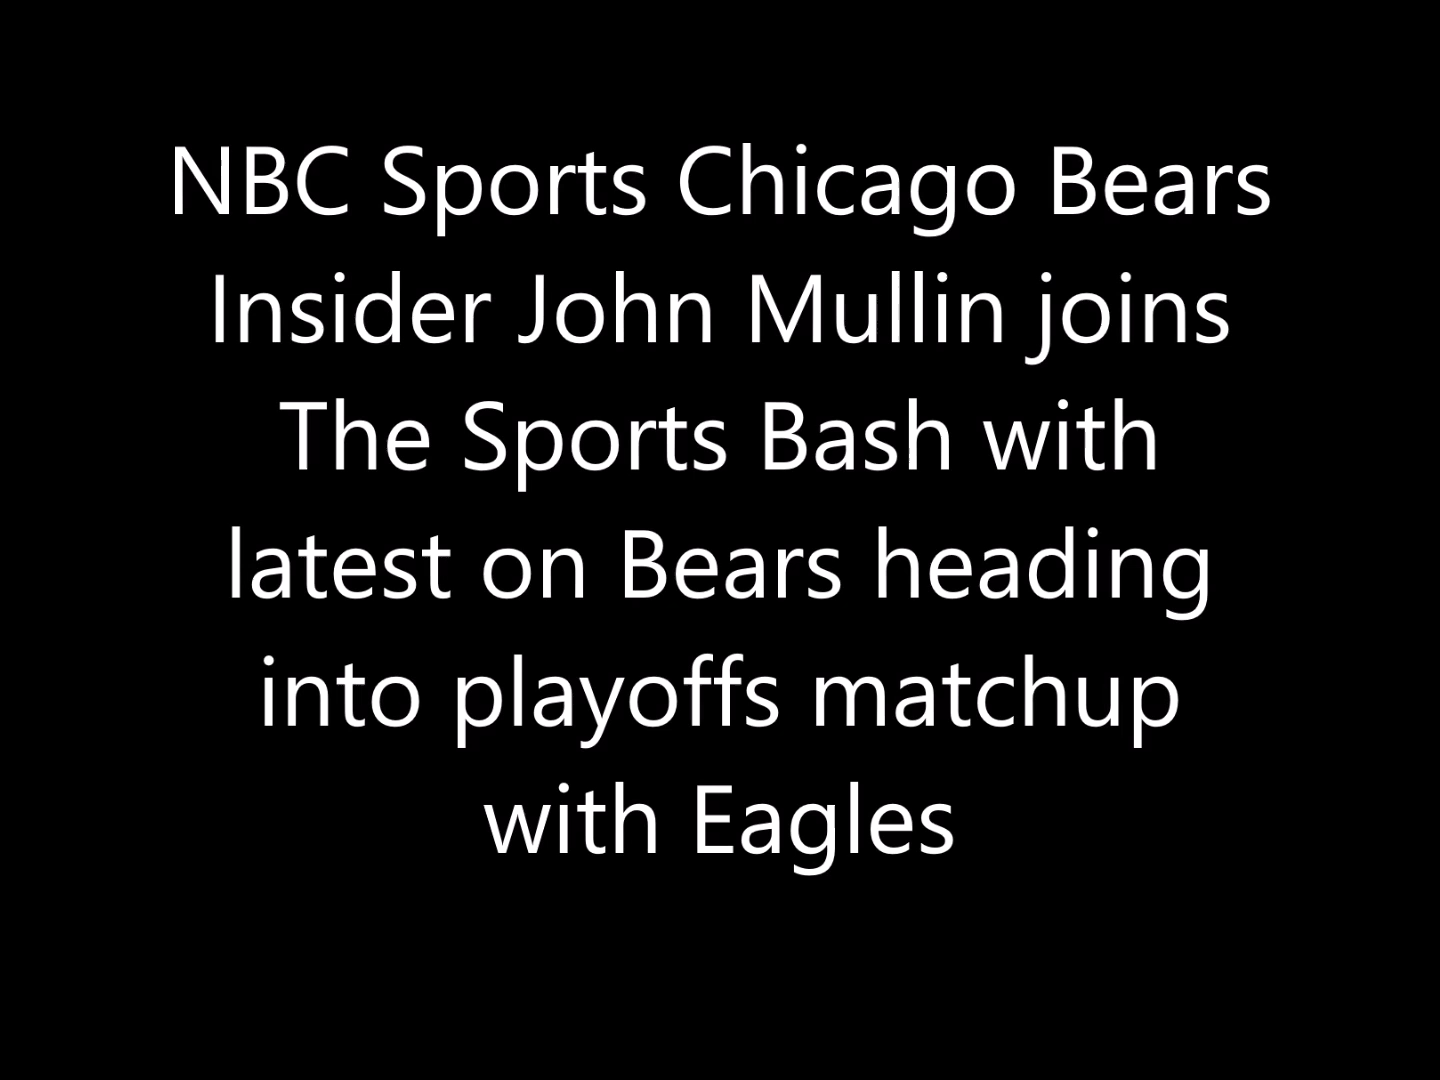 NBC Sports Chicago Bears
Insider John Mullin joins
The Sports Bash with
latest on Bears heading
into playoffs matchup
with Eagles